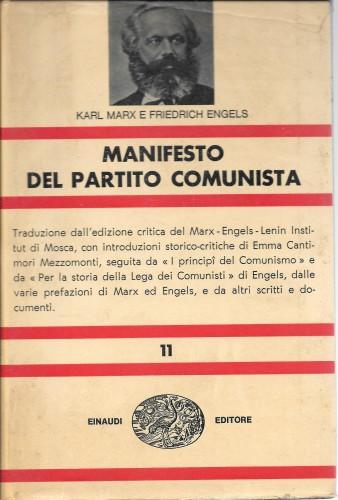 KARL MARX E FRIEDRICH ENGELS
MANIFESTO
DEL PARTITO COMUNISTA
Traduzione dall'edizione critica del Marx-Engels-Lenin Insti-
tut di Mosca, con introduzioni storico-critiche di Emma Canti-
mori Mezzomonti, seguita da « I principî del Comunismo » e
da « Per la storia della Lega dei Comunisti » di Engels, dalle
varie prefazioni di Marx ed Engels, e da altri scritti e do-
cumenti.
11
EINAUDI EDITORE